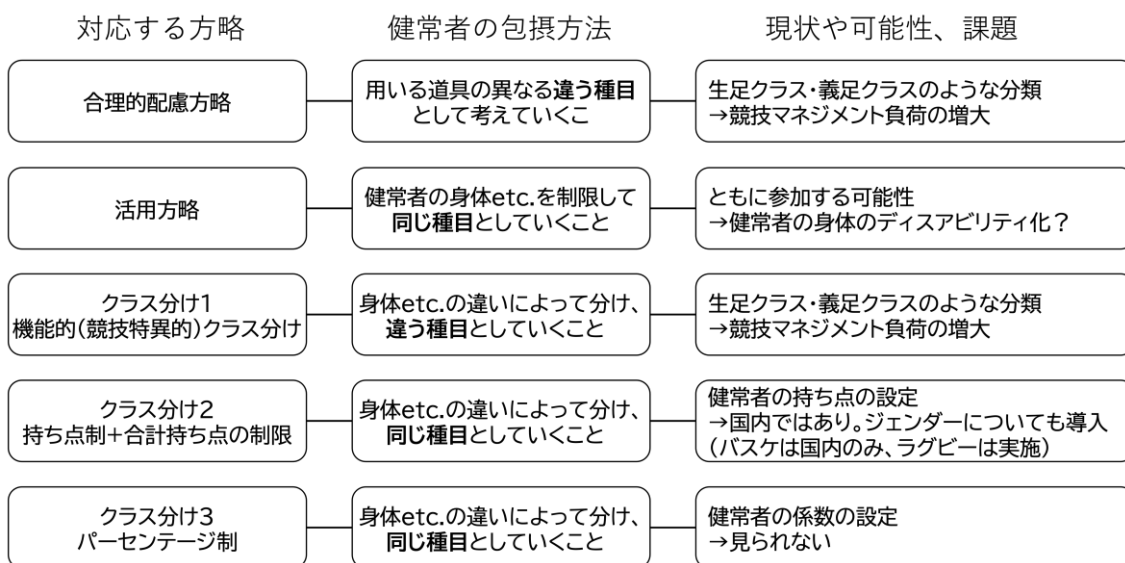 対応する方略
健常者の包摂方法
現状や可能性、課題
合理的配慮方略
用いる道具の異なる違う種目
として考えていくこ
生足クラス・義足クラスのような分類
→競技マネジメント負荷の増大
活用方略
健常者の身体etc.を制限して
同じ種目としていくこと
ともに参加する可能性
→健常者の身体のディスアビリティ化?
クラス分け1
機能的(競技特異的)クラス分け
身体etc.の違いによって分け、
違う種目としていくこと
生足クラス・義足クラスのような分類
→競技マネジメント負荷の増大
クラス分け2
持ち点制+合計持ち点の制限
身体etc.の違いによって分け、
同じ種目としていくこと
健常者の持ち点の設定
→国内ではあり。ジェンダーについても導入
(バスケは国内のみ、ラグビーは実施)
クラス分け3
パーセンテージ制
身体etc.の違いによって分け、
同じ種目としていくこと
健常者の係数の設定
→見られない